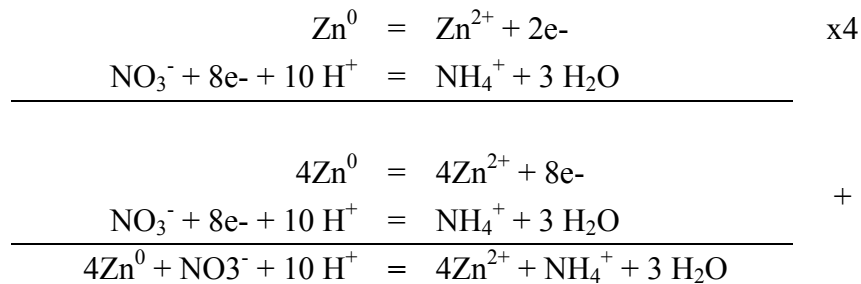 Zn⁰ = Zn²⁺ + 2e- x4
NO₃⁻ + 8e- + 10 H⁺ = NH₄⁺ + 3 H₂O
4Zn⁰ = 4Zn²⁺ + 8e-
+
NO₃⁻ + 8e- + 10 H⁺ = NH₄⁺ + 3 H₂O
4Zn⁰ + NO3⁻ + 10 H⁺ = 4Zn²⁺ + NH₄⁺ + 3 H₂O